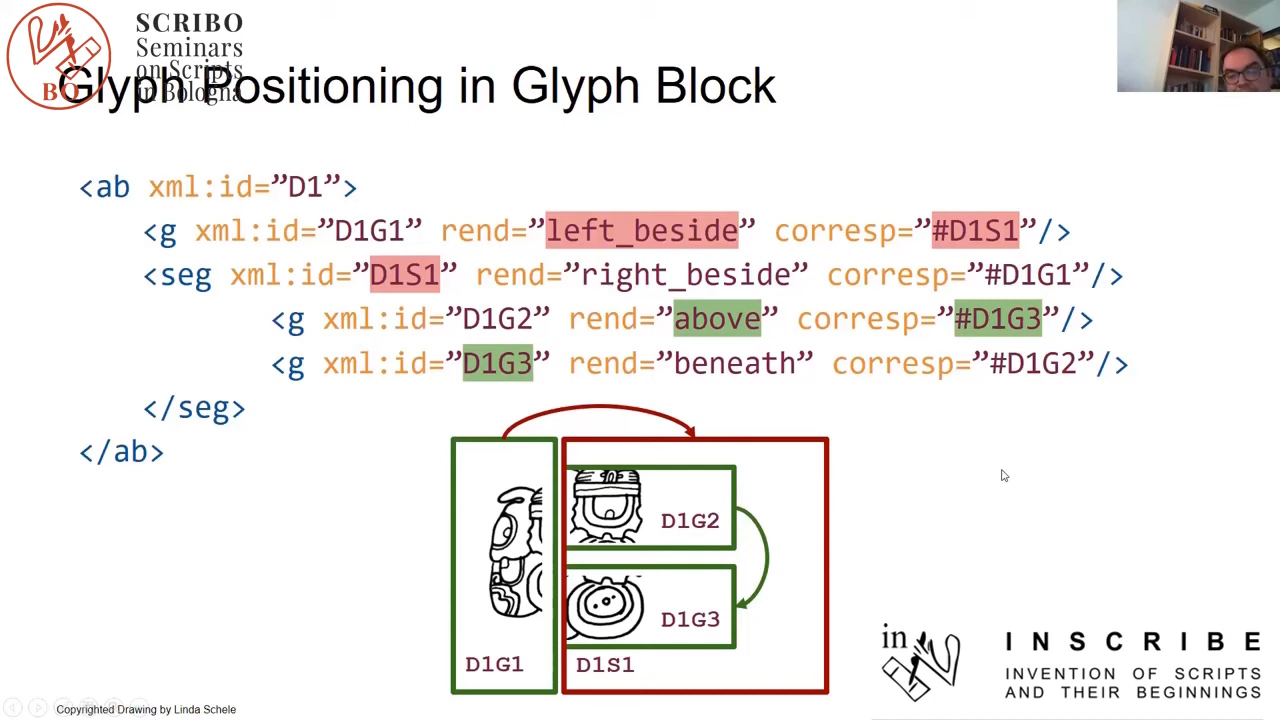 SCRIBO
Seminars
on Scripts
in Bologna
BO
Glyph Positioning in Glyph Block
<ab xml:id=”D1”>
<g xml:id=”D1G1” rend=”left_beside” corresp=”#D1S1”/>
<seg xml:id=”D1S1” rend=”right_beside” corresp=”#D1G1”/>
<g xml:id=”D1G2” rend=”above” corresp=”#D1G3”/>
<g xml:id=”D1G3” rend=”beneath” corresp=”#D1G2”/>
</seg>
</ab>
D1G2
D1G3
D1G1
D1S1
in
INSCRIBE
INVENTION OF SCRIPTS
AND THEIR BEGINNINGS
Copyrighted Drawing by Linda Schele